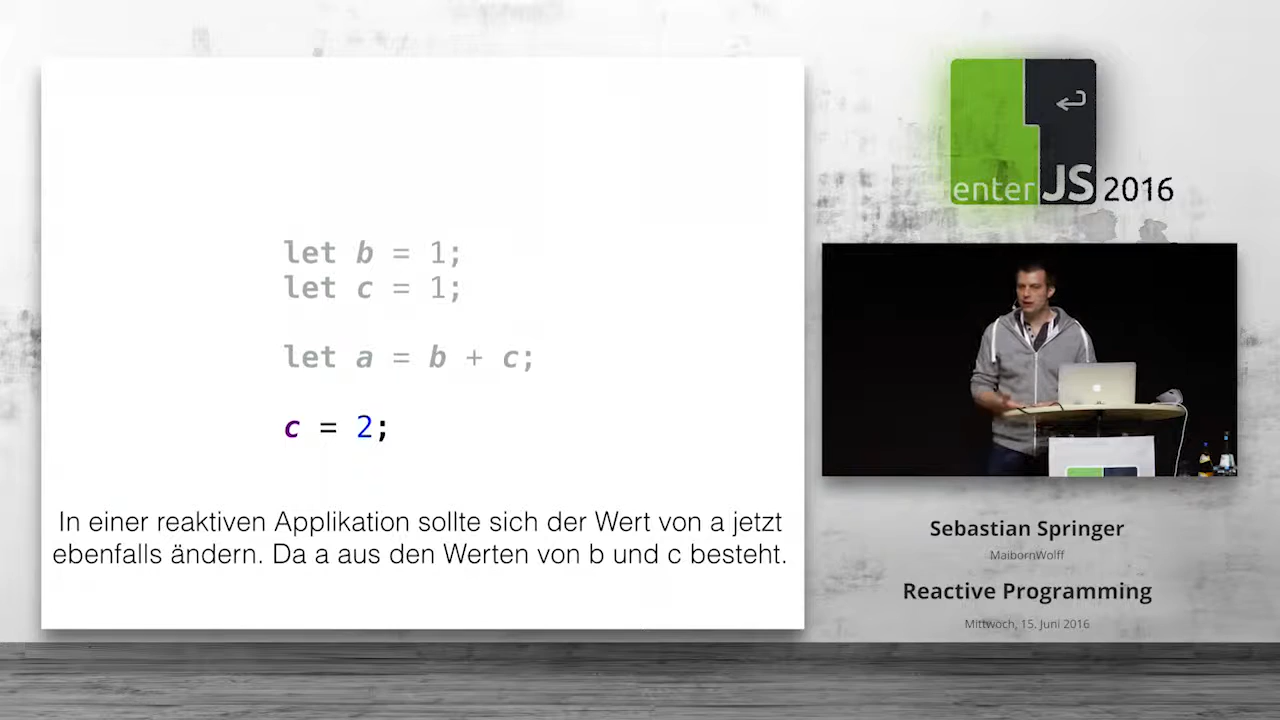 let b = 1;
let c = 1;
let a = b + c;
c = 2;
In einer reaktiven Applikation sollte sich der Wert von a jetzt
ebenfalls ändern. Da a aus den Werten von b und c besteht.
enterJS 2016
Sebastian Springer
MaibornWolff
Reactive Programming
Mittwoch, 15. Juni 2016